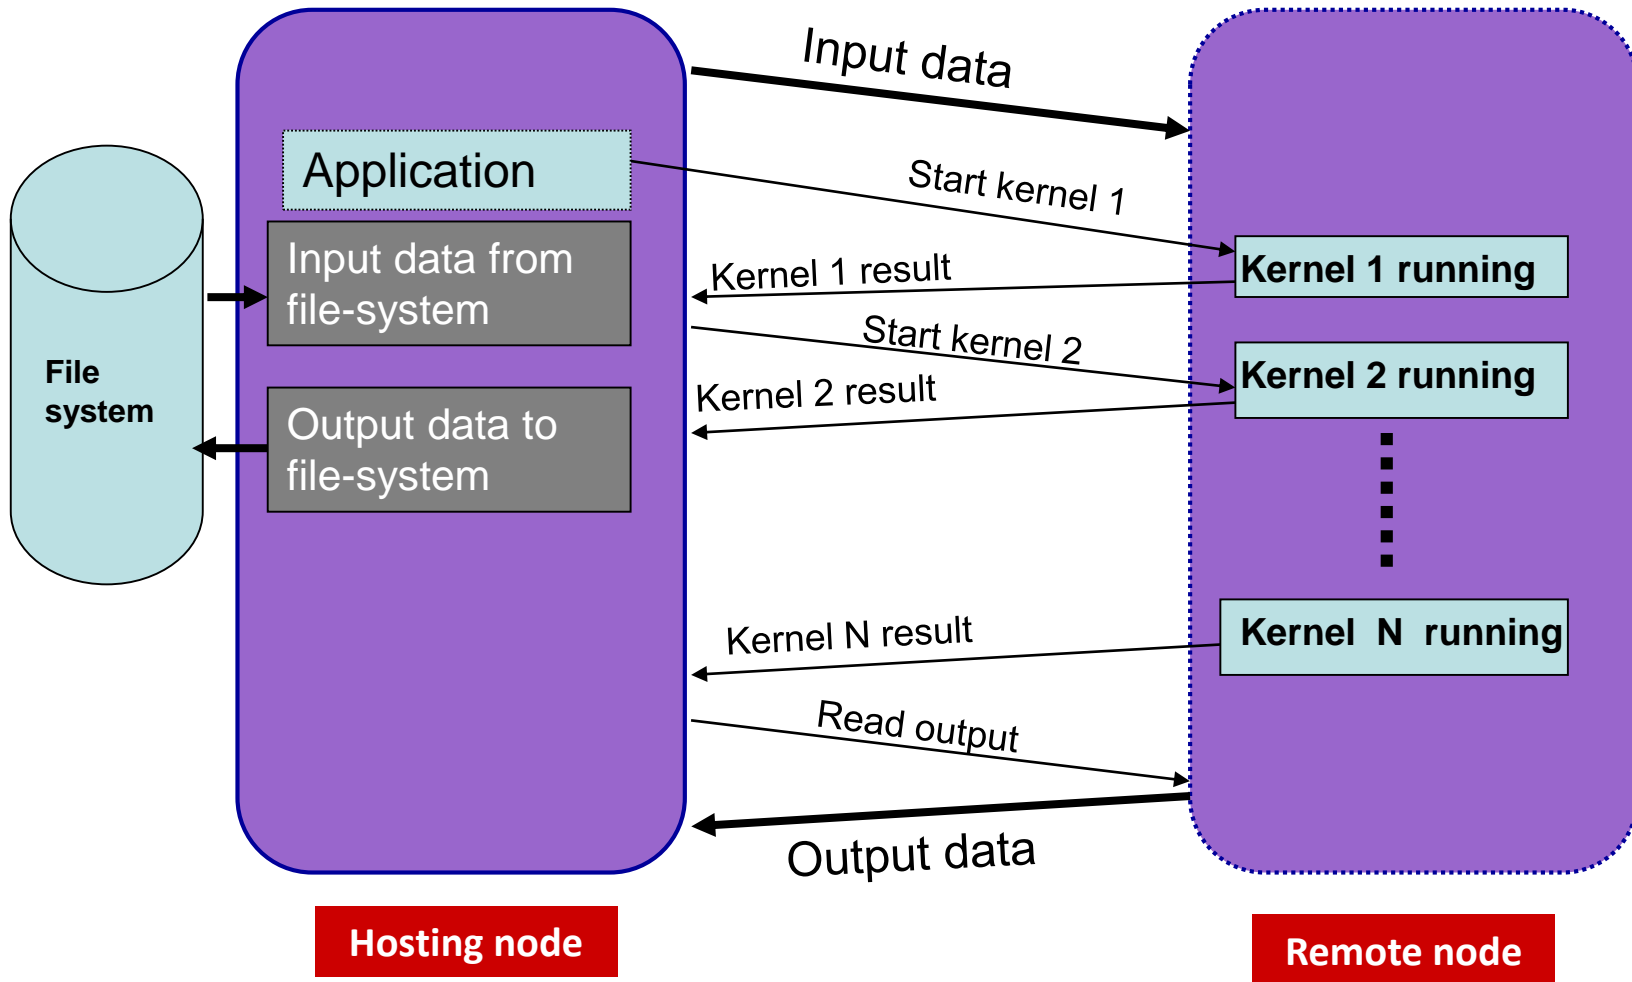 Input data
Application
Start kernel 1
Input data from
file-system
Kernel 1 result
Kernel 1 running
Start kernel 2
File
system
Kernel 2 result
Kernel 2 running
Output data to
file-system
Kernel N result
Kernel N running
Read output
Output data
Hosting node
Remote node